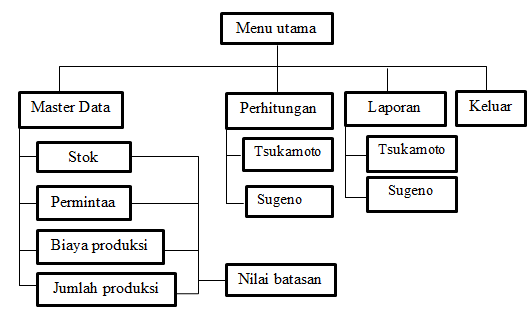 Menu utama
Master Data
Perhitungan
Laporan
Keluar
Stok
Permintaa
Biaya produksi
Jumlah produksi
Nilai batasan
Tsukamoto
Sugeno
Tsukamoto
Sugeno